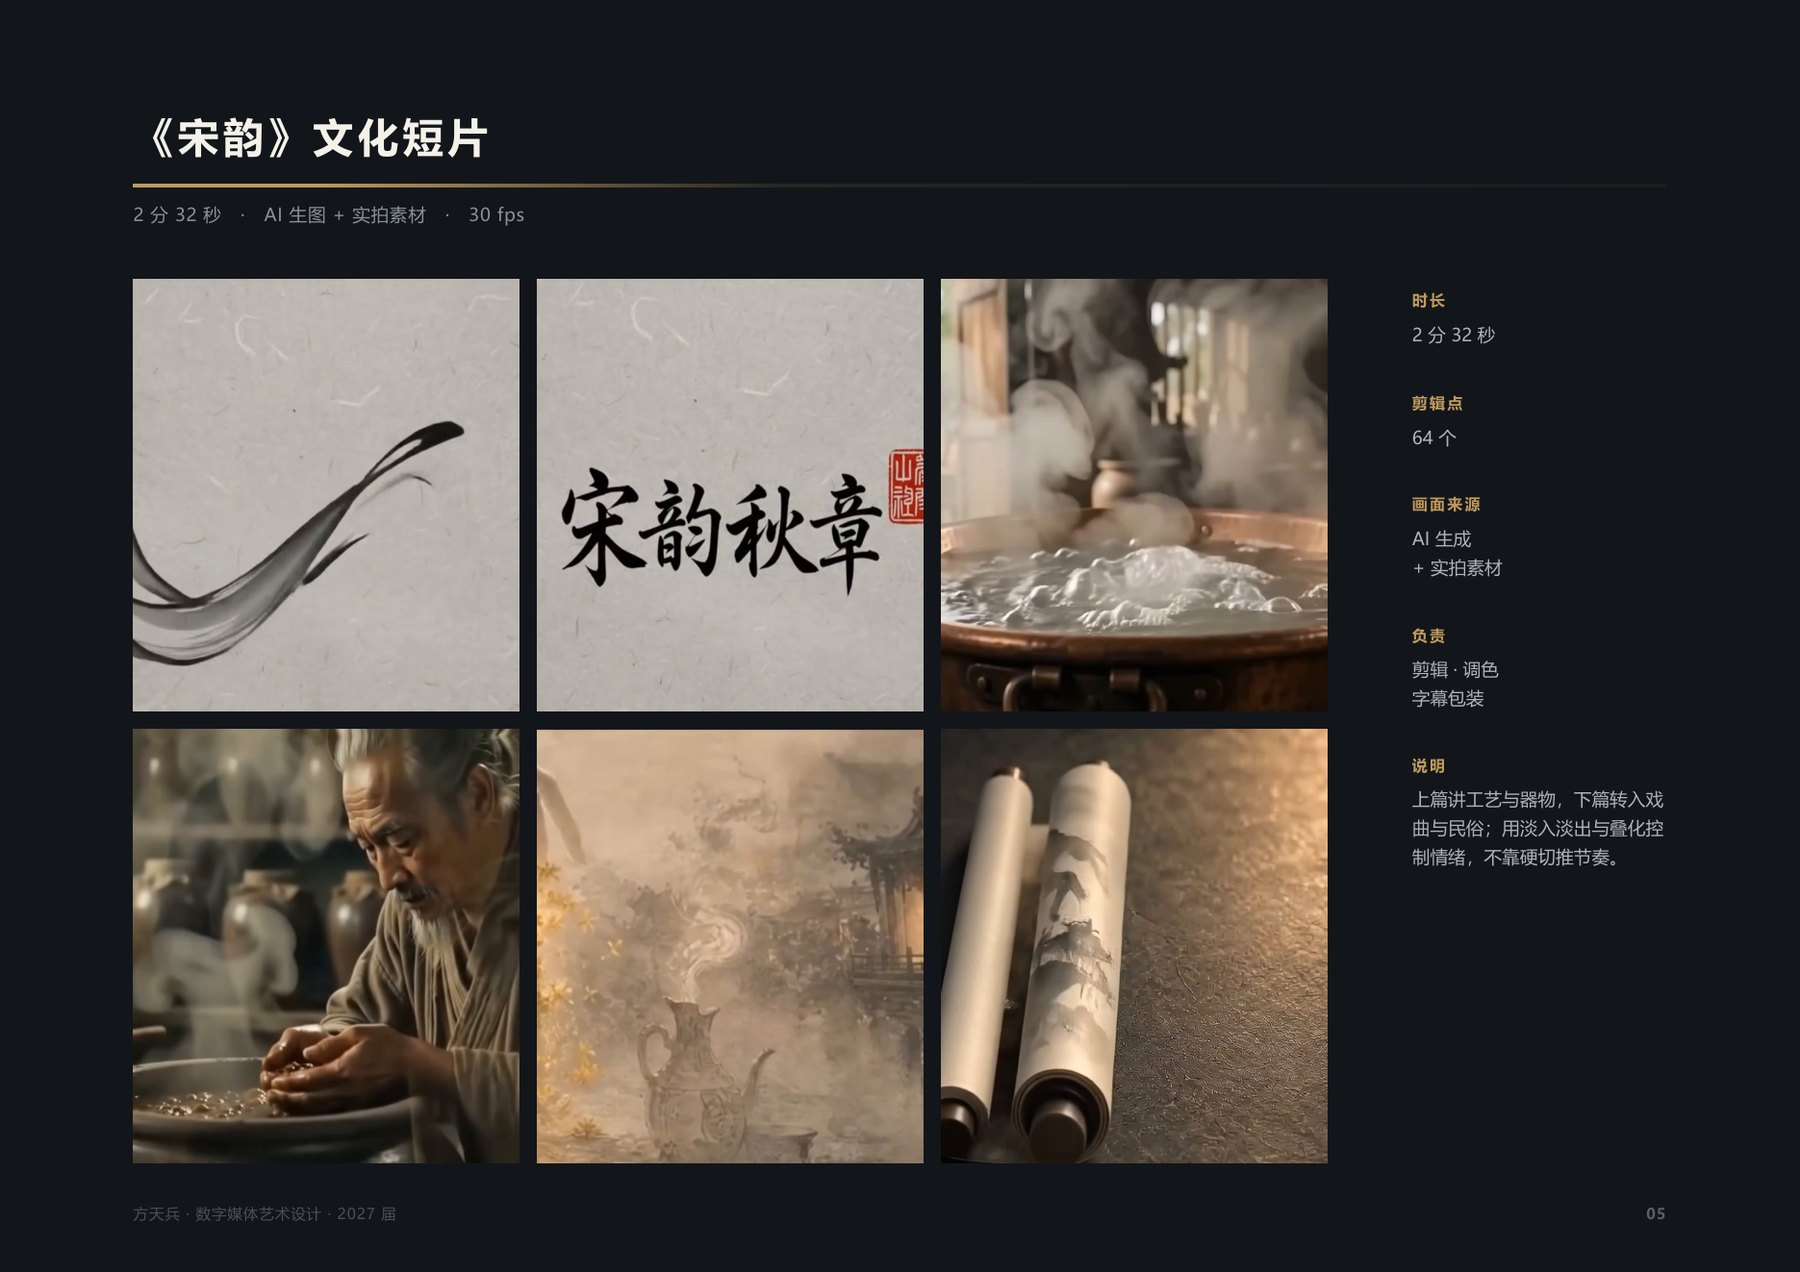 《宋韵》文化短片
2 分 32 秒 · AI 生图 + 实拍素材 · 30 fps
宋韵秋章
时长
2 分 32 秒
剪辑点
64 个
画面来源
AI 生成
+ 实拍素材
负责
剪辑 · 调色
字幕包装
说明
上篇讲工艺与器物，下篇转入戏
曲与民俗；用淡入淡出与叠化控
制情绪，不靠硬切推节奏。
方天兵 · 数字媒体艺术设计 · 2027 届
05